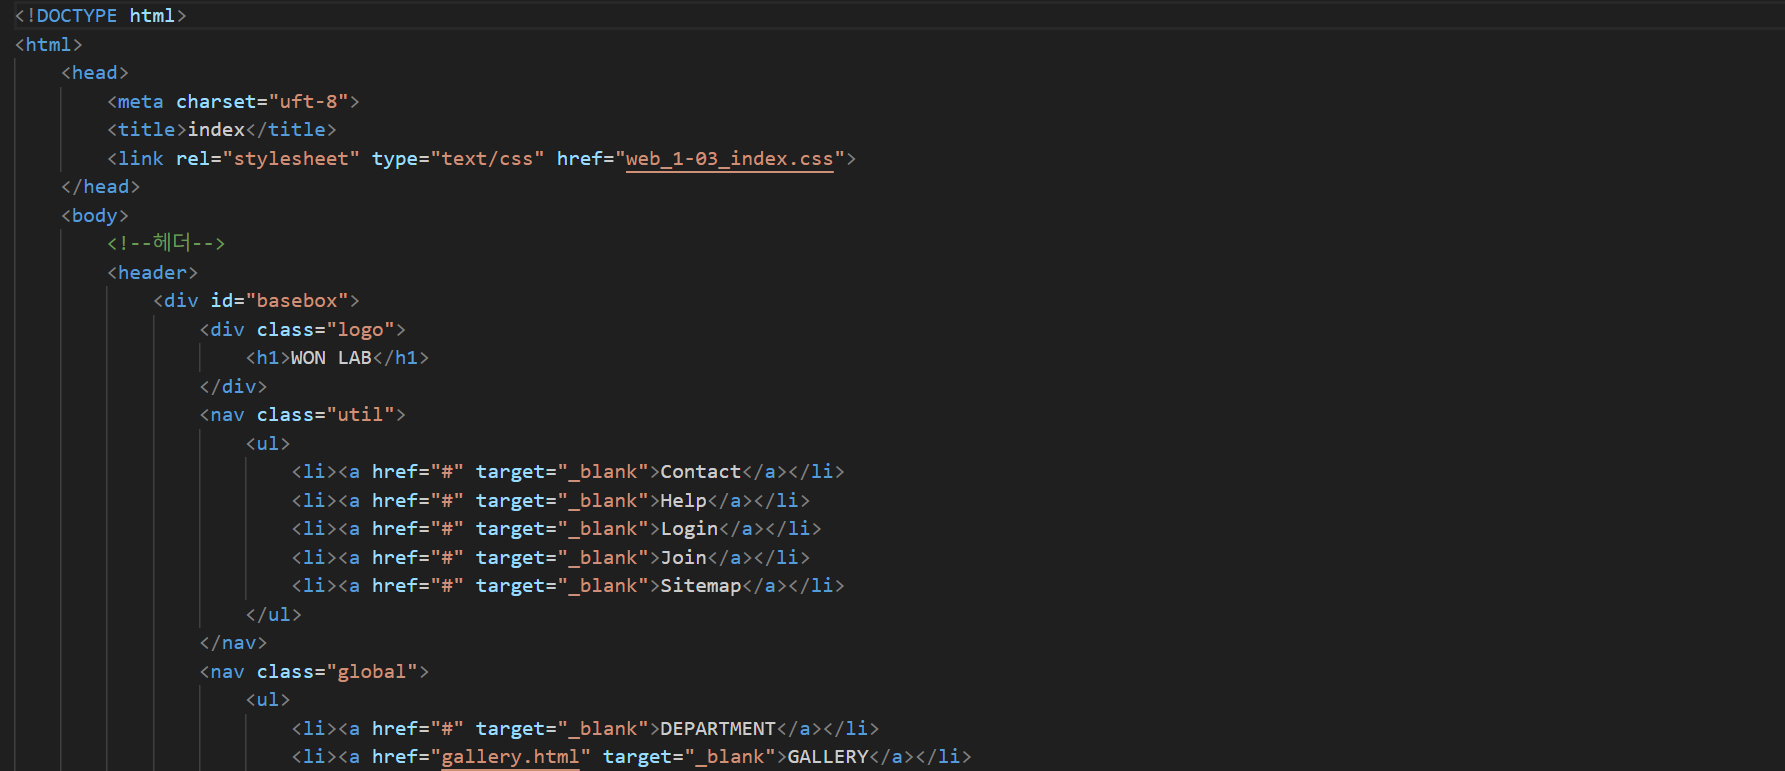 <!DOCTYPE html>
<html>
<head>
<meta charset="uft-8">
<title>index</title>
<link rel="stylesheet" type="text/css" href="web_1-03_index.css">
</head>
<body>
<!--헤더-->
<header>
<div id="basebox">
<div class="logo">
<h1>WON LAB</h1>
</div>
<nav class="util">
<ul>
<li><a href="#" target="_blank">Contact</a></li>
<li><a href="#" target="_blank">Help</a></li>
<li><a href="#" target="_blank">Login</a></li>
<li><a href="#" target="_blank">Join</a></li>
<li><a href="#" target="_blank">Sitemap</a></li>
</ul>
</nav>
<nav class="global">
<ul>
<li><a href="#" target="_blank">DEPARTMENT</a></li>
<li><a href="gallery.html" target="_blank">GALLERY</a></li>